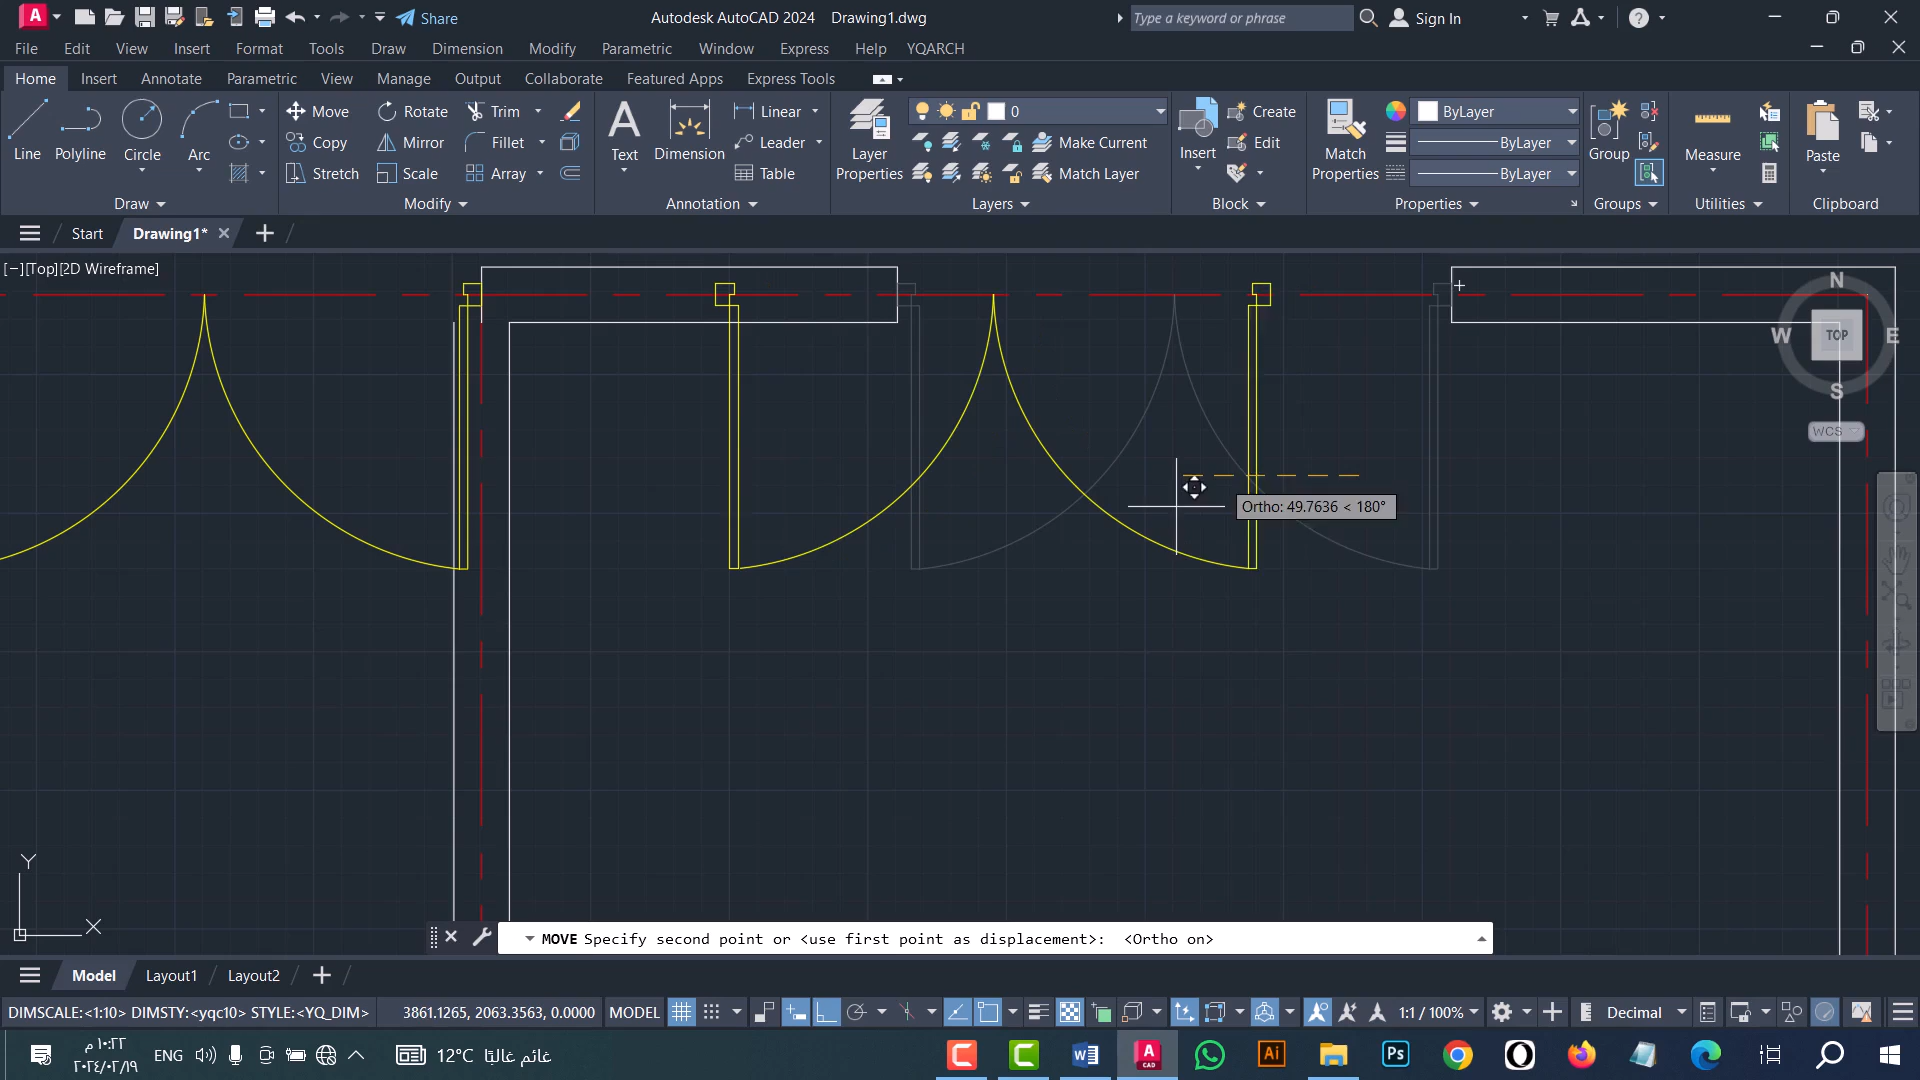 Share
Autodesk AutoCAD 2024 Drawing1.dwg
Type a keyword or phrase
Sign In
File Edit View Insert Format Tools Draw Dimension Modify Parametric Window Express Help YQARCH
Home Insert Annotate Parametric View Manage Output Collaborate Featured Apps Express Tools
Move Rotate Trim Linear 0 Create ByLayer
Line Polyline Circle Arc Copy Mirror Fillet Text Dimension Leader Layer Properties Make Current Insert Edit Match Properties ByLayer Group Measure Paste
Stretch Scale Array Table Match Layer ByLayer
Draw Modify Annotation Layers Block Properties Groups Utilities Clipboard
Start Drawing1*
[−][Top][2D Wireframe]
N
W TOP E
S
WCS
Ortho: 49.7636 < 180°
Y
X
MOVE Specify second point or <use first point as displacement>: <Ortho on>
Model Layout1 Layout2
DIMSCALE:<1:10> DIMSTY:<yqc10> STYLE:<YQ_DIM> 3861.1265, 2063.3563, 0.0000 MODEL 1:1 / 100% Decimal
١٠:٢٢ م
٢٠٢٤/٠٢/١٩
ENG
12°C غائم غالبًا
A CAD
Ai
Ps